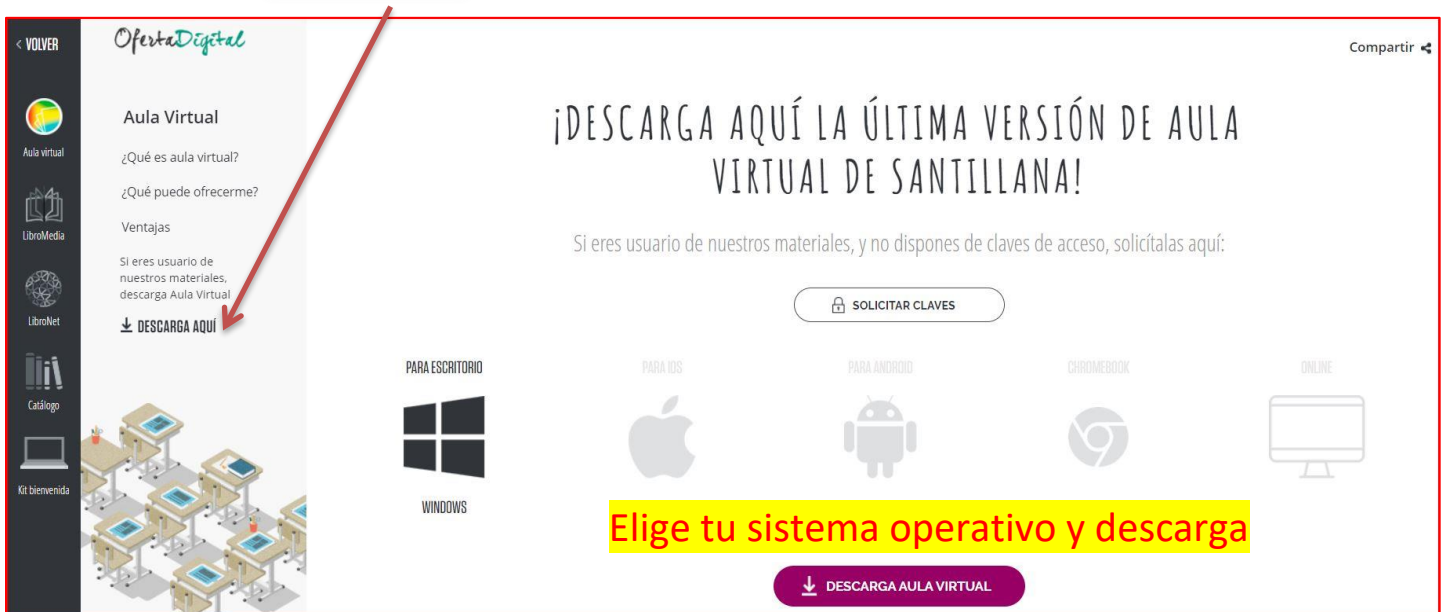 < VOLVER
OfertaDigital
Compartir
Aula virtual
LibroMedia
LibroNet
Catálogo
Kit bienvenida
Aula Virtual
¿Qué es aula virtual?
¿Qué puede ofrecerme?
Ventajas
Si eres usuario de
nuestros materiales,
descarga Aula Virtual
DESCARGA AQUÍ
¡DESCARGA AQUÍ LA ÚLTIMA VERSIÓN DE AULA
VIRTUAL DE SANTILLANA!
Si eres usuario de nuestros materiales, y no dispones de claves de acceso, solicítalas aquí:
SOLICITAR CLAVES
PARA ESCRITORIO
PARA IOS
PARA ANDROID
CHROMEBOOK
ONLINE
WINDOWS
Elige tu sistema operativo y descarga
DESCARGA AULA VIRTUAL